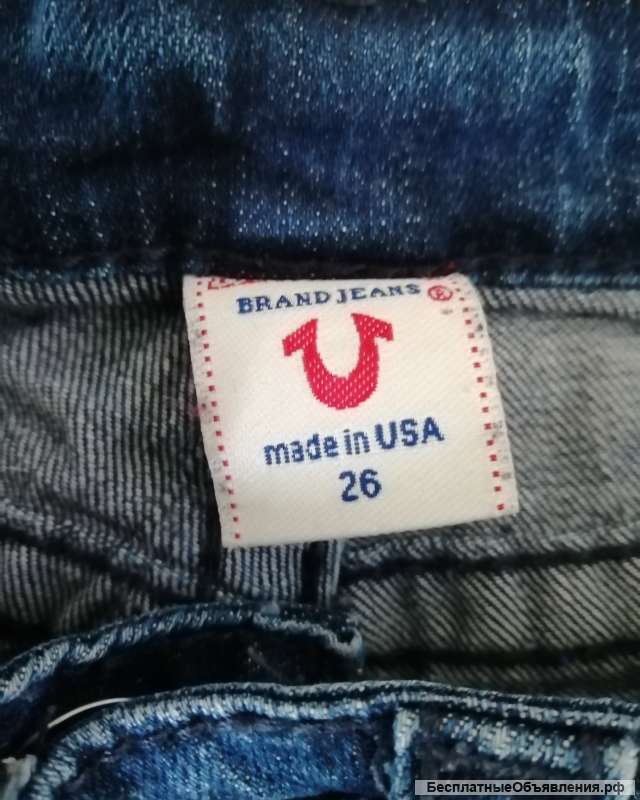 BRAND JEANS ®
made in USA
26
БесплатныеОбъявления.рф